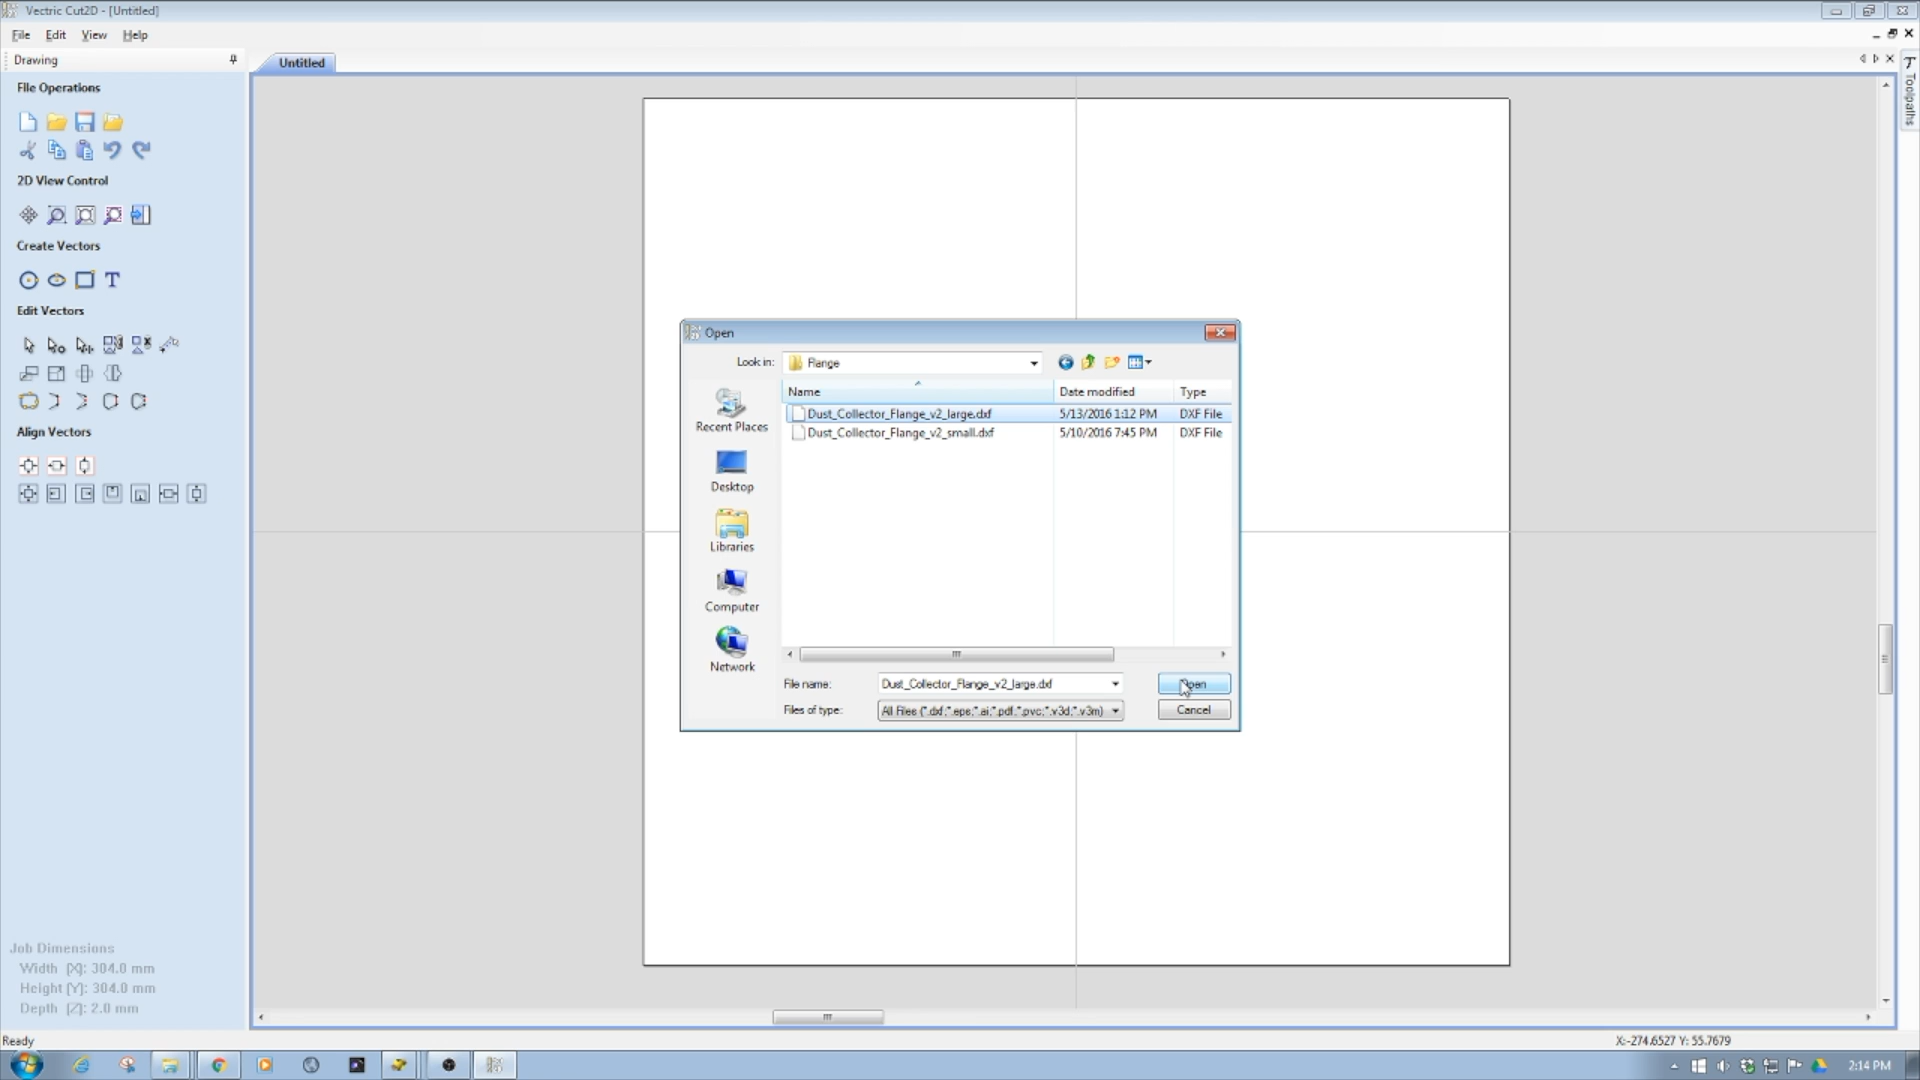 Vectric Cut2D - [Untitled]
File Edit View Help
Drawing
Untitled
Toolpaths
File Operations
2D View Control
Create Vectors
T
Edit Vectors
Align Vectors
Open
Look in: Flange
Name Date modified Type
Dust_Collector_Flange_v2_large.dxf 5/13/2016 1:12 PM DXF File
Dust_Collector_Flange_v2_small.dxf 5/10/2016 7:45 PM DXF File
Recent Places
Desktop
Libraries
Computer
Network
File name: Dust_Collector_Flange_v2_large.dxf Open
Files of type: All Files (*.dxf;*.eps;*.ai;*.pdf,*.pvc;*.v3d;*.v3m) Cancel
Job Dimensions
Width [X]: 304.0 mm
Height [Y]: 304.0 mm
Depth [Z]: 2.0 mm
Ready X:-274.6527 Y: 55.7679
2:14 PM